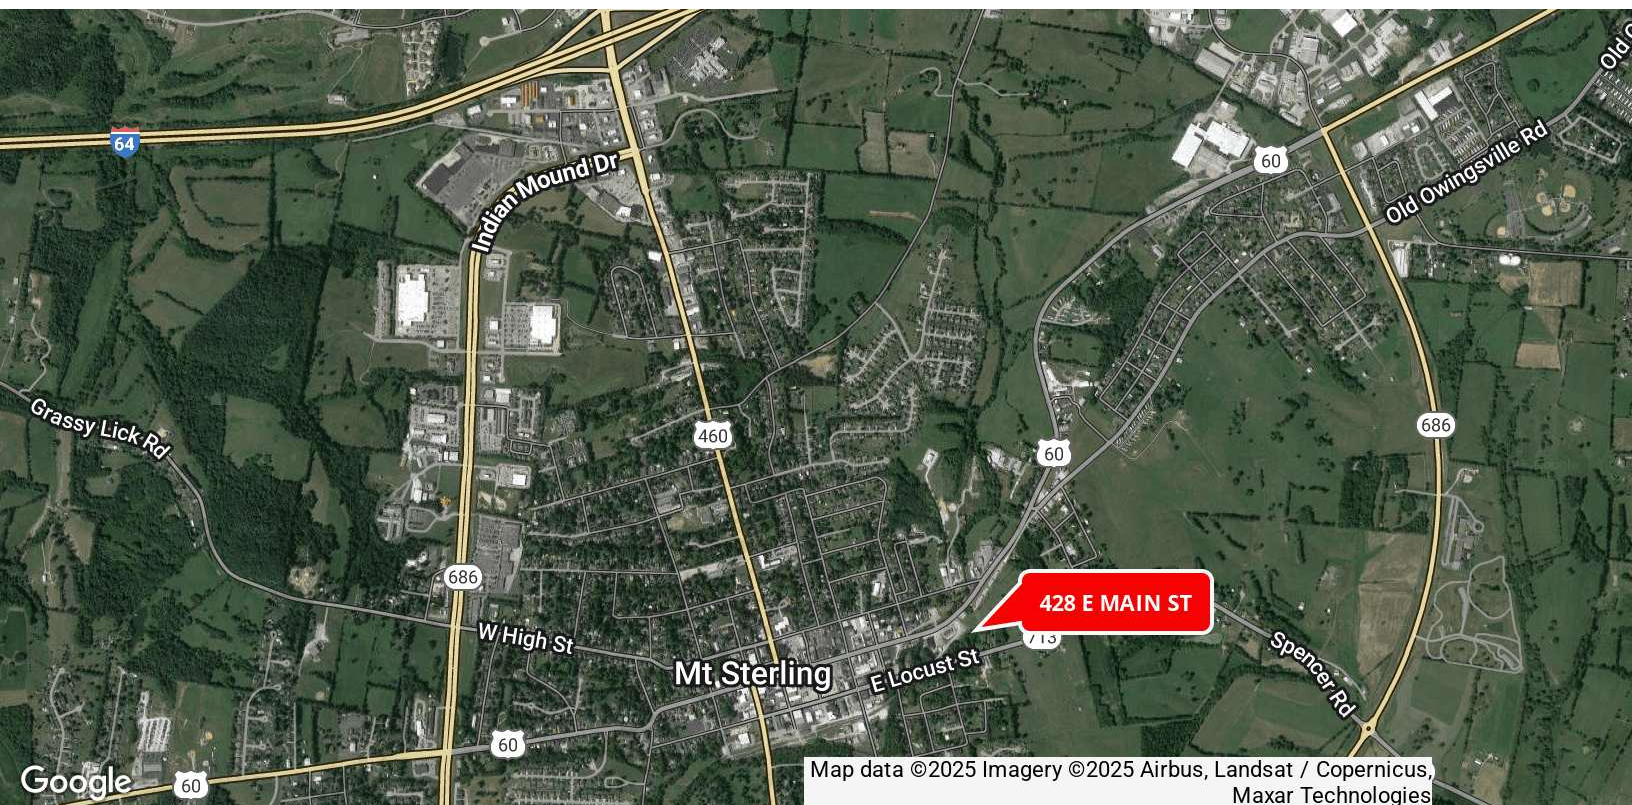 Old O
64
60
Indian Mound Dr
Old Owingsville Rd
Grassy Lick Rd
460
60
686
686
428 E MAIN ST
713
W High St
Mt Sterling
E Locust St
Spencer Rd
60
60
Google
Map data ©2025 Imagery ©2025 Airbus, Landsat / Copernicus,
Maxar Technologies